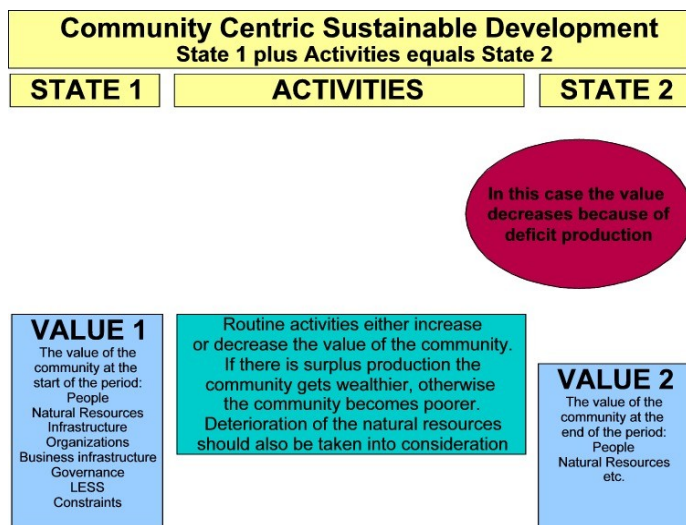 Community Centric Sustainable Development
State 1 plus Activities equals State 2
STATE 1
ACTIVITIES
STATE 2
In this case the value
decreases because of
deficit production
VALUE 1
The value of the
community at the
start of the period:
People
Natural Resources
Infrastructure
Organizations
Business infrastructure
Governance
LESS
Constraints
Routine activities either increase
or decrease the value of the community.
If there is surplus production the
community gets wealthier, otherwise
the community becomes poorer.
Deterioration of the natural resources
should also be taken into consideration
VALUE 2
The value of the
community at the
end of the period:
People
Natural Resources
etc.